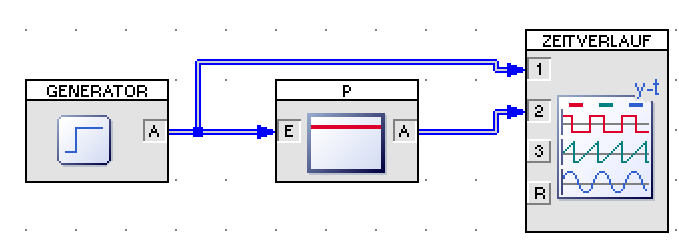 ZEITVERLAUF
1
GENERATOR
P
y-t
A
E
A
2
3
R